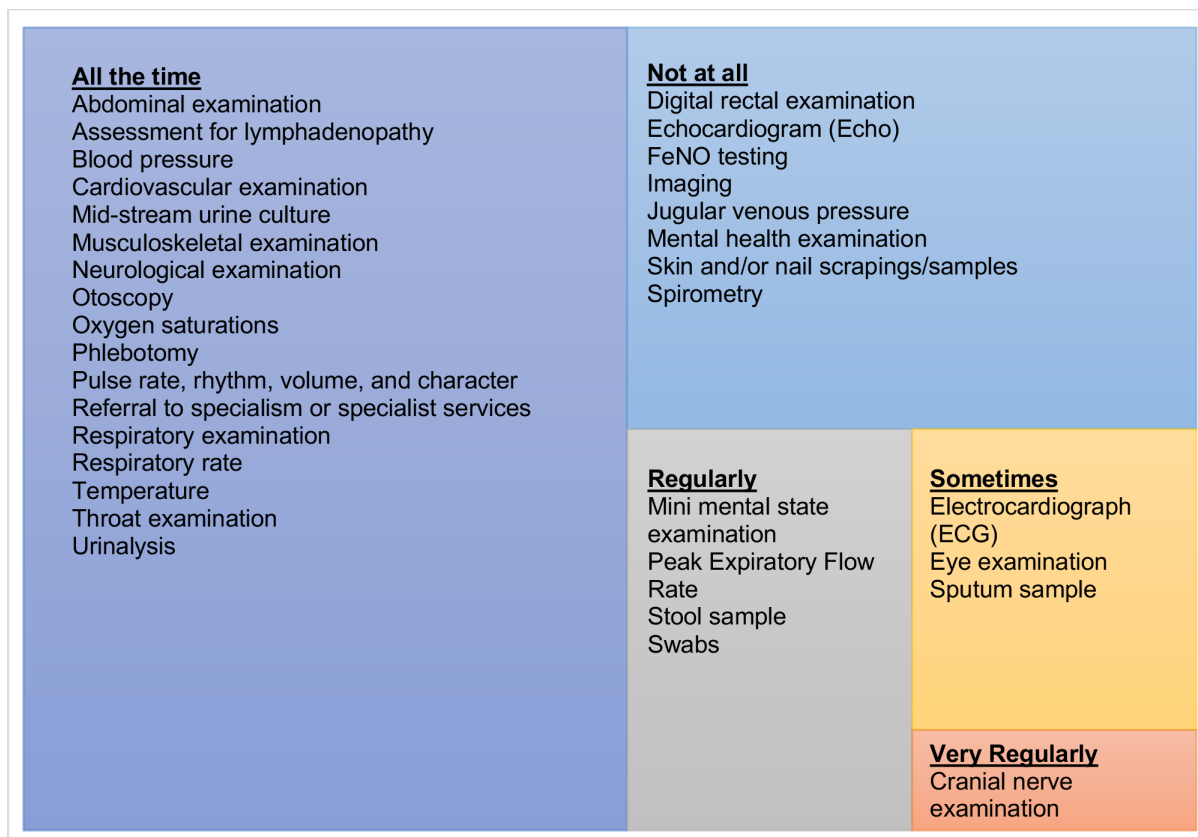 All the time
Abdominal examination
Assessment for lymphadenopathy
Blood pressure
Cardiovascular examination
Mid-stream urine culture
Musculoskeletal examination
Neurological examination
Otoscopy
Oxygen saturations
Phlebotomy
Pulse rate, rhythm, volume, and character
Referral to specialism or specialist services
Respiratory examination
Respiratory rate
Temperature
Throat examination
Urinalysis
Not at all
Digital rectal examination
Echocardiogram (Echo)
FeNO testing
Imaging
Jugular venous pressure
Mental health examination
Skin and/or nail scrapings/samples
Spirometry
Regularly
Mini mental state
examination
Peak Expiratory Flow
Rate
Stool sample
Swabs
Sometimes
Electrocardiograph
(ECG)
Eye examination
Sputum sample
Very Regularly
Cranial nerve
examination